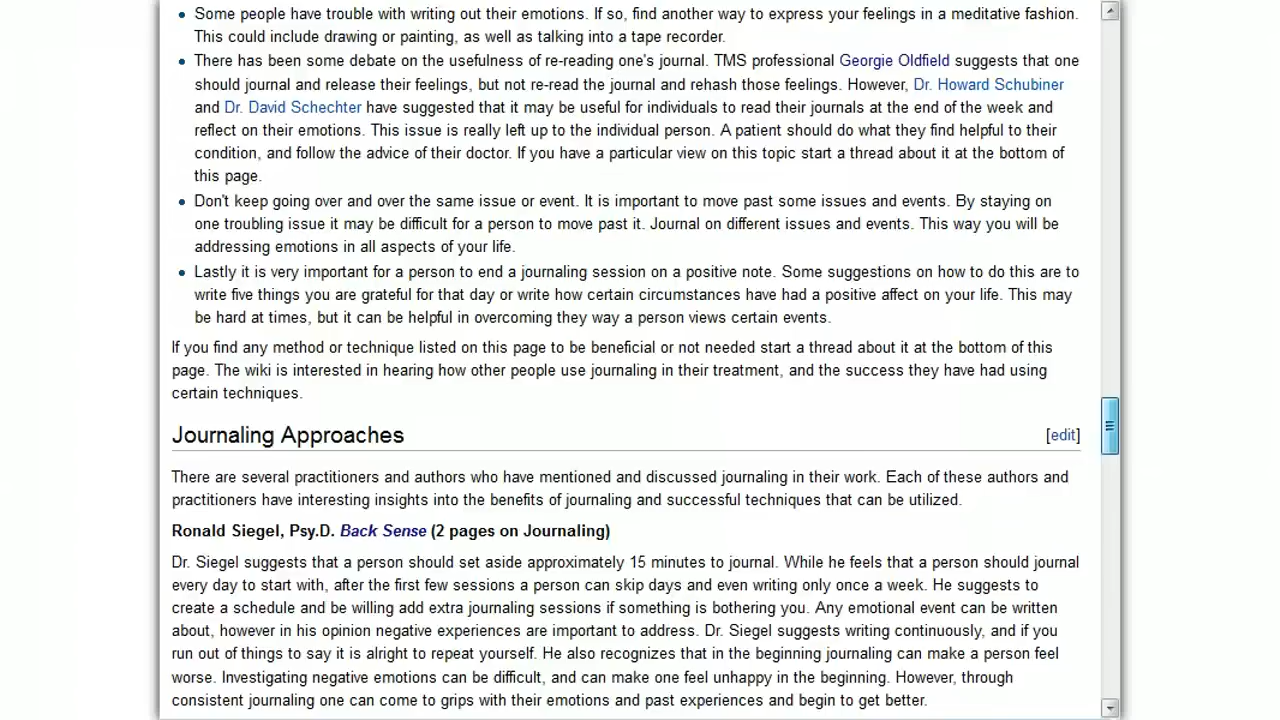 Some people have trouble with writing out their emotions. If so, find another way to express your feelings in a meditative fashion.
This could include drawing or painting, as well as talking into a tape recorder.
There has been some debate on the usefulness of re-reading one's journal. TMS professional Georgie Oldfield suggests that one
should journal and release their feelings, but not re-read the journal and rehash those feelings. However, Dr. Howard Schubiner
and Dr. David Schechter have suggested that it may be useful for individuals to read their journals at the end of the week and
reflect on their emotions. This issue is really left up to the individual person. A patient should do what they find helpful to their
condition, and follow the advice of their doctor. If you have a particular view on this topic start a thread about it at the bottom of
this page.
Don't keep going over and over the same issue or event. It is important to move past some issues and events. By staying on
one troubling issue it may be difficult for a person to move past it. Journal on different issues and events. This way you will be
addressing emotions in all aspects of your life.
Lastly it is very important for a person to end a journaling session on a positive note. Some suggestions on how to do this are to
write five things you are grateful for that day or write how certain circumstances have had a positive affect on your life. This may
be hard at times, but it can be helpful in overcoming they way a person views certain events.
If you find any method or technique listed on this page to be beneficial or not needed start a thread about it at the bottom of this
page. The wiki is interested in hearing how other people use journaling in their treatment, and the success they have had using
certain techniques.
Journaling Approaches [edit]
There are several practitioners and authors who have mentioned and discussed journaling in their work. Each of these authors and
practitioners have interesting insights into the benefits of journaling and successful techniques that can be utilized.
Ronald Siegel, Psy.D. Back Sense (2 pages on Journaling)
Dr. Siegel suggests that a person should set aside approximately 15 minutes to journal. While he feels that a person should journal
every day to start with, after the first few sessions a person can skip days and even writing only once a week. He suggests to
create a schedule and be willing add extra journaling sessions if something is bothering you. Any emotional event can be written
about, however in his opinion negative experiences are important to address. Dr. Siegel suggests writing continuously, and if you
run out of things to say it is alright to repeat yourself. He also recognizes that in the beginning journaling can make a person feel
worse. Investigating negative emotions can be difficult, and can make one feel unhappy in the beginning. However, through
consistent journaling one can come to grips with their emotions and past experiences and begin to get better.